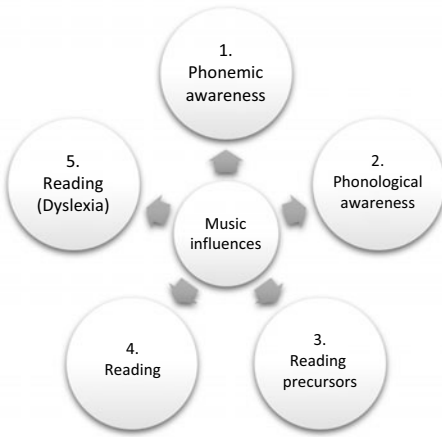 1.
Phonemic
awareness
2.
Phonological
awareness
3.
Reading
precursors
4.
Reading
5.
Reading
(Dyslexia)
Music
influences